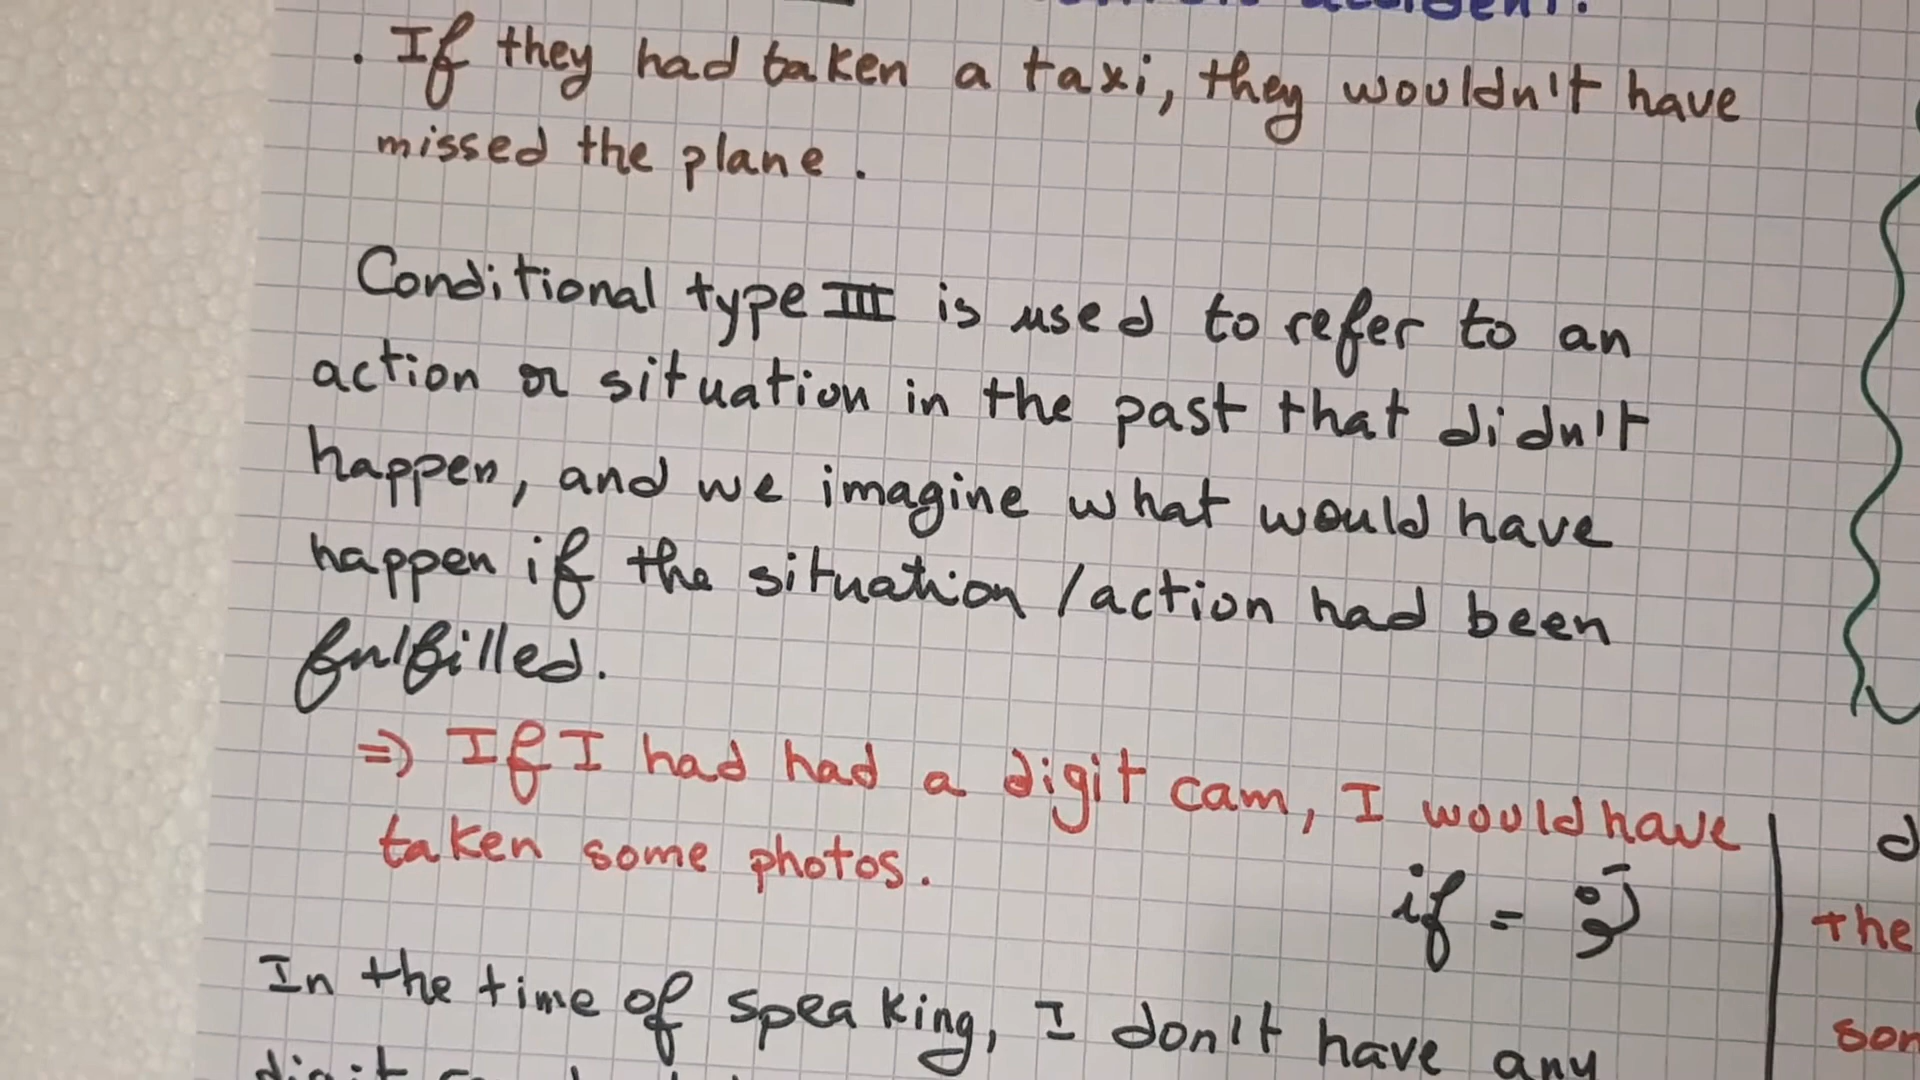 accident.
. If they had taken a taxi, they wouldn't have
missed the plane.
Conditional type III is used to refer to an
action or situation in the past that didn't
happen, and we imagine what would have
happen if the situation / action had been
fulfilled.
=> If I had had a digit cam, I would have
taken some photos.
if = لَوْ
In the time of speaking, I don't have any
digit
the